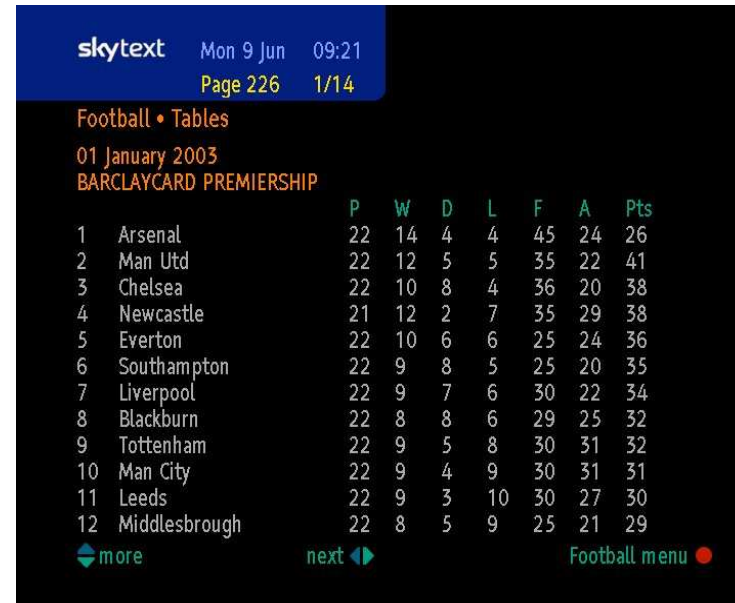 skytext Mon 9 Jun 09:21
Page 226 1/14
Football • Tables
01 January 2003
BARCLAYCARD PREMIERSHIP
P W D L F A Pts
1 Arsenal 22 14 4 4 45 24 26
2 Man Utd 22 12 5 5 35 22 41
3 Chelsea 22 10 8 4 36 20 38
4 Newcastle 21 12 2 7 35 29 38
5 Everton 22 10 6 6 25 24 36
6 Southampton 22 9 8 5 25 20 35
7 Liverpool 22 9 7 6 30 22 34
8 Blackburn 22 8 8 6 29 25 32
9 Tottenham 22 9 5 8 30 31 32
10 Man City 22 9 4 9 30 31 31
11 Leeds 22 9 3 10 30 27 30
12 Middlesbrough 22 8 5 9 25 21 29
more next Football menu